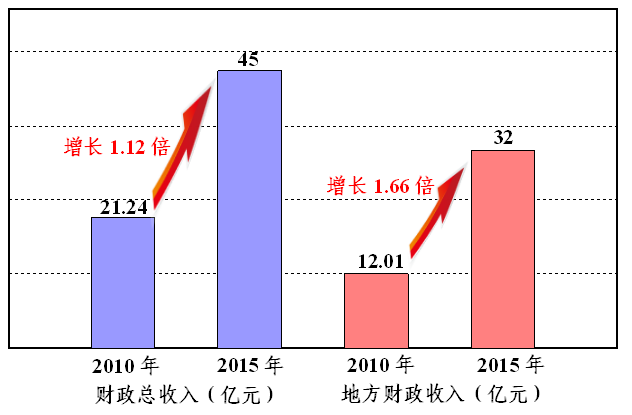 45
增长 1.12 倍
32
增长 1.66 倍
21.24
12.01
2010 年 2015 年 2010 年 2015 年
财政总收入（亿元） 地方财政收入（亿元）